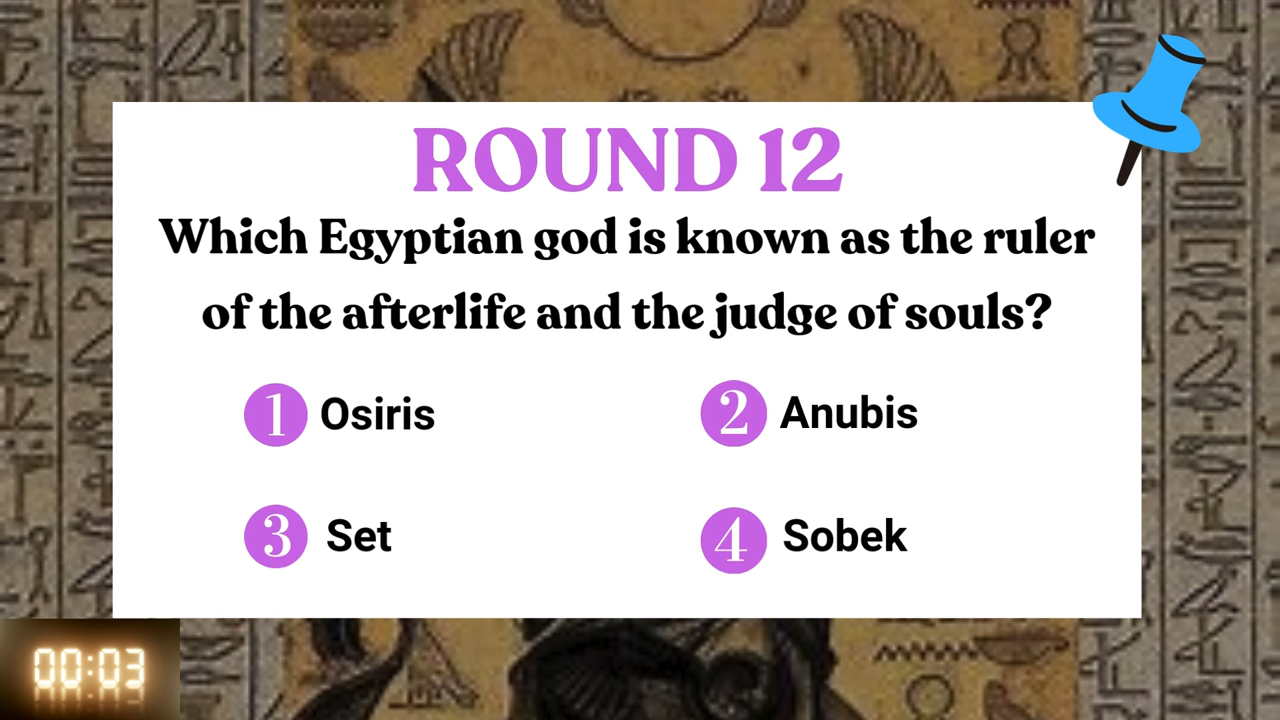 ROUND 12
Which Egyptian god is known as the ruler
of the afterlife and the judge of souls?
1 Osiris
2 Anubis
3 Set
4 Sobek
00:03